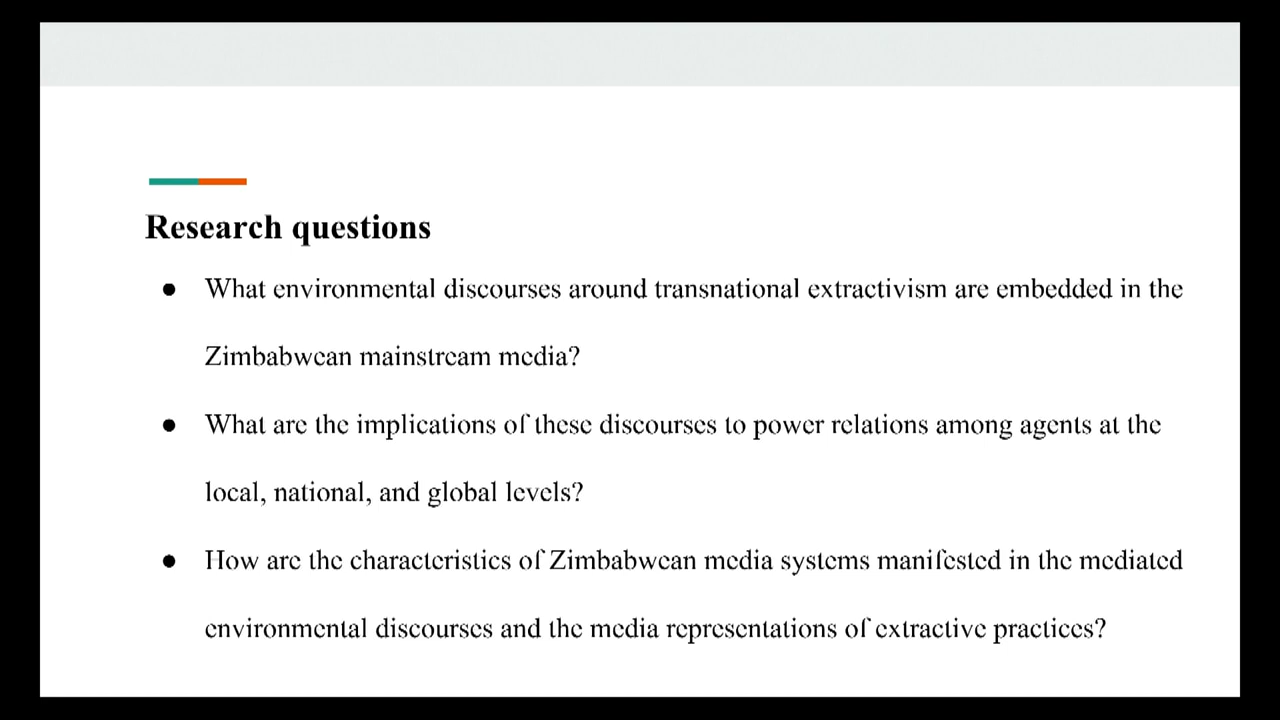 Research questions
● What environmental discourses around transnational extractivism are embedded in the
Zimbabwean mainstream media?
● What are the implications of these discourses to power relations among agents at the
local, national, and global levels?
● How are the characteristics of Zimbabwean media systems manifested in the mediated
environmental discourses and the media representations of extractive practices?